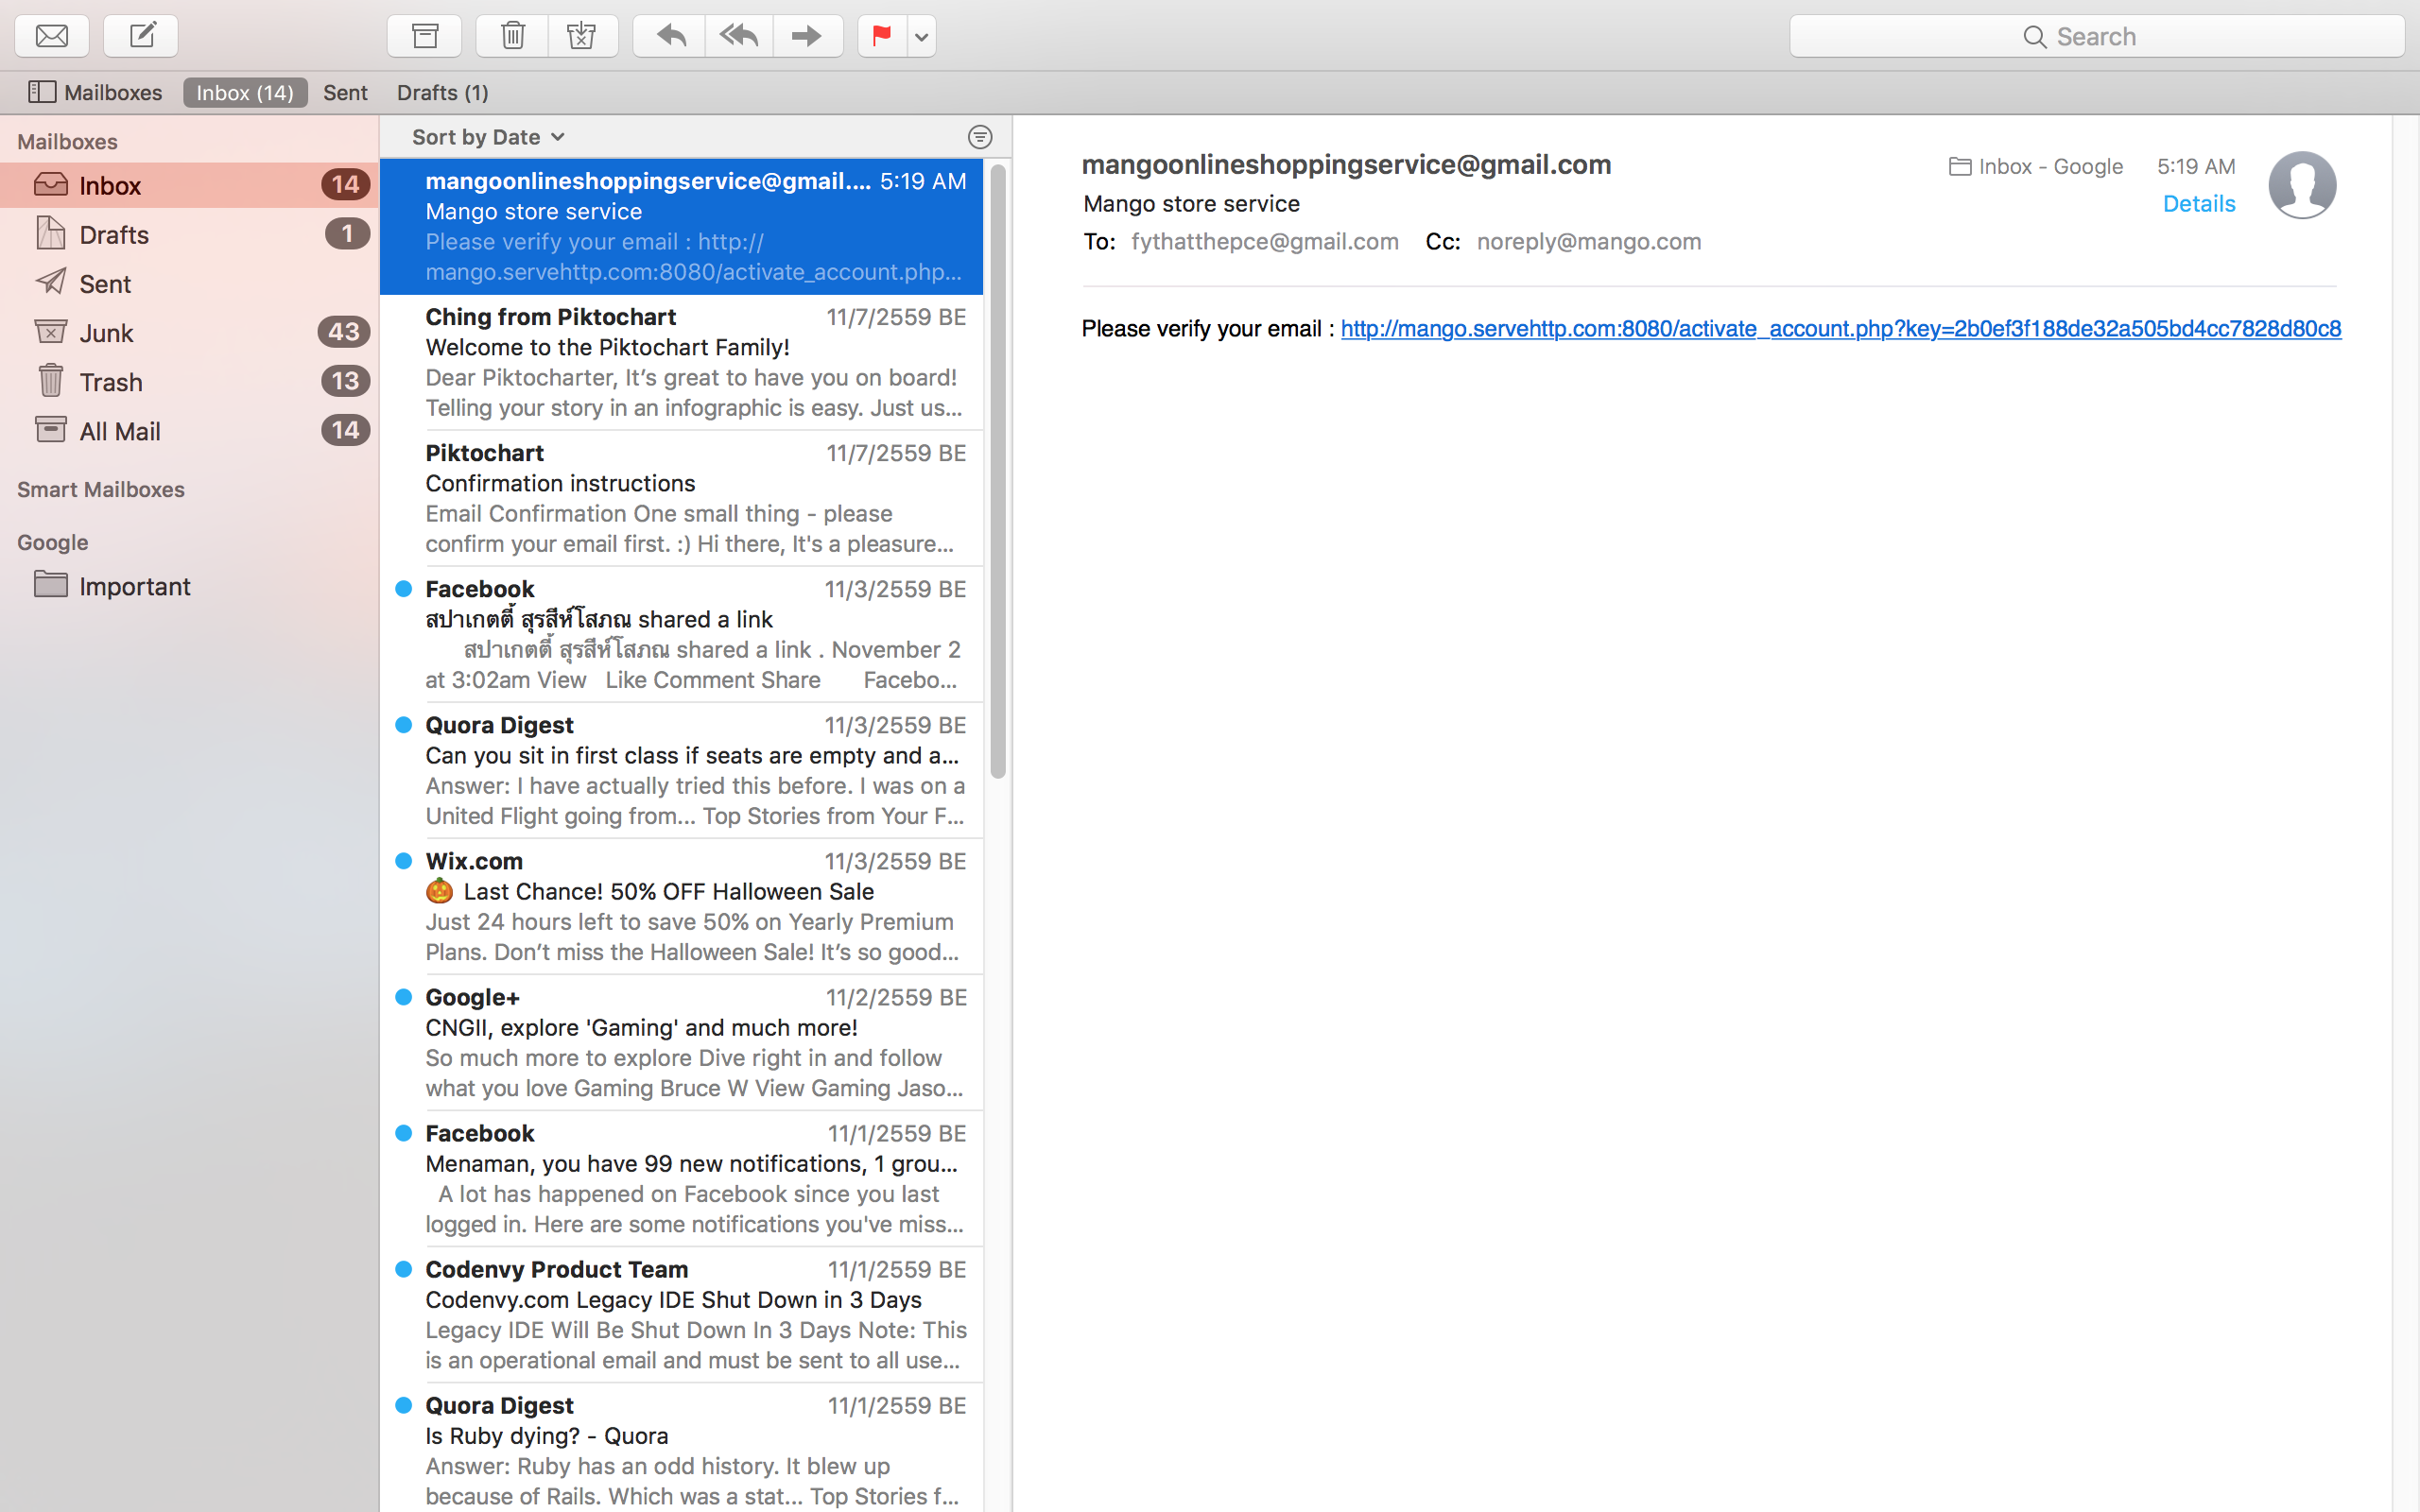 Search
Mailboxes
Inbox (14)
Sent
Drafts (1)
Mailboxes
Inbox 14
Drafts 1
Sent
Junk 43
Trash 13
All Mail 14
Smart Mailboxes
Google
Important
Sort by Date
mangoonlineshoppingservice@gmail.... 5:19 AM
Mango store service
Please verify your email : http://
mango.servehttp.com:8080/activate_account.php...
Ching from Piktochart 11/7/2559 BE
Welcome to the Piktochart Family!
Dear Piktocharter, It’s great to have you on board!
Telling your story in an infographic is easy. Just us...
Piktochart 11/7/2559 BE
Confirmation instructions
Email Confirmation One small thing - please
confirm your email first. :) Hi there, It's a pleasure...
Facebook 11/3/2559 BE
สปาเกตตี้ สุรสีห์โสภณ shared a link
สปาเกตตี้ สุรสีห์โสภณ shared a link . November 2
at 3:02am View Like Comment Share Facebo...
Quora Digest 11/3/2559 BE
Can you sit in first class if seats are empty and a...
Answer: I have actually tried this before. I was on a
United Flight going from... Top Stories from Your F...
Wix.com 11/3/2559 BE
🎃 Last Chance! 50% OFF Halloween Sale
Just 24 hours left to save 50% on Yearly Premium
Plans. Don’t miss the Halloween Sale! It’s so good...
Google+ 11/2/2559 BE
CNGII, explore 'Gaming' and much more!
So much more to explore Dive right in and follow
what you love Gaming Bruce W View Gaming Jaso...
Facebook 11/1/2559 BE
Menaman, you have 99 new notifications, 1 grou...
A lot has happened on Facebook since you last
logged in. Here are some notifications you've miss...
Codenvy Product Team 11/1/2559 BE
Codenvy.com Legacy IDE Shut Down in 3 Days
Legacy IDE Will Be Shut Down In 3 Days Note: This
is an operational email and must be sent to all use...
Quora Digest 11/1/2559 BE
Is Ruby dying? - Quora
Answer: Ruby has an odd history. It blew up
because of Rails. Which was a stat... Top Stories f...
mangoonlineshoppingservice@gmail.com Inbox - Google 5:19 AM
Mango store service Details
To: fythatthepce@gmail.com Cc: noreply@mango.com
Please verify your email : http://mango.servehttp.com:8080/activate_account.php?key=2b0ef3f188de32a505bd4cc7828d80c8